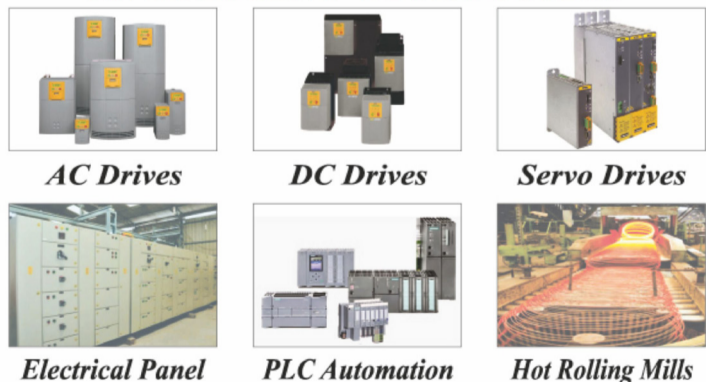 AC Drives
DC Drives
Servo Drives
Electrical Panel
PLC Automation
Hot Rolling Mills